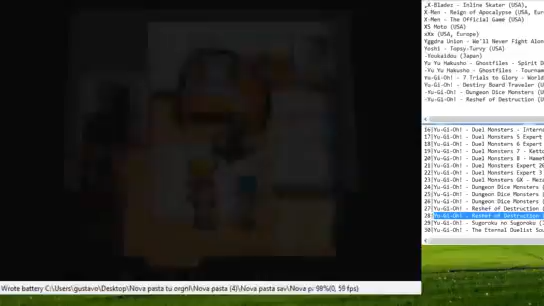 ,X-Bladez - Inline Skater (USA),
X-Men - Reign of Apocalypse (USA, Eur
X-Men - The Official Game (USA)
XS Moto (USA)
xXx (USA, Europe)
Yggdra Union - We'll Never Fight Alon
Yoshi - Topsy-Turvy (USA)
-Youkaidou (Japan)
Yu Yu Hakusho - Ghostfiles - Spirit D
-Yu Yu Hakusho - Ghostfiles - Tournam
Yu-Gi-Oh! - 7 Trials to Glory - World
Yu-Gi-Oh! - Destiny Board Traveler (U
-Yu-Gi-Oh! - Dungeon Dice Monsters (U
-Yu-Gi-Oh! - Reshef of Destruction (U
16|Yu-Gi-Oh! - Duel Monsters - Interna
17|Yu-Gi-Oh! - Duel Monsters 5 Expert
18|Yu-Gi-Oh! - Duel Monsters 6 Expert
19|Yu-Gi-Oh! - Duel Monsters 7 - Kett
20|Yu-Gi-Oh! - Duel Monsters 8 - Hamet
21|Yu-Gi-Oh! - Duel Monsters Expert 20
22|Yu-Gi-Oh! - Duel Monsters Expert 3
23|Yu-Gi-Oh! - Duel Monsters GX - Meza
24|Yu-Gi-Oh! - Dungeon Dice Monsters (
25|Yu-Gi-Oh! - Dungeon Dice Monsters (
26|Yu-Gi-Oh! - Dungeon Dice Monsters (
27|Yu-Gi-Oh! - Reshef of Destruction (
28|Yu-Gi-Oh! - Reshef of Destruction
29|Yu-Gi-Oh! - Sugoroku no Sugoroku (J
30|Yu-Gi-Oh! - The Eternal Duelist Sou
Wrote battery C:\Users\gustavo\Desktop\Nova pasta tu orgnl\Nova pasta (4)\Nova pasta sav\Nova p: 98%(0, 59 fps)